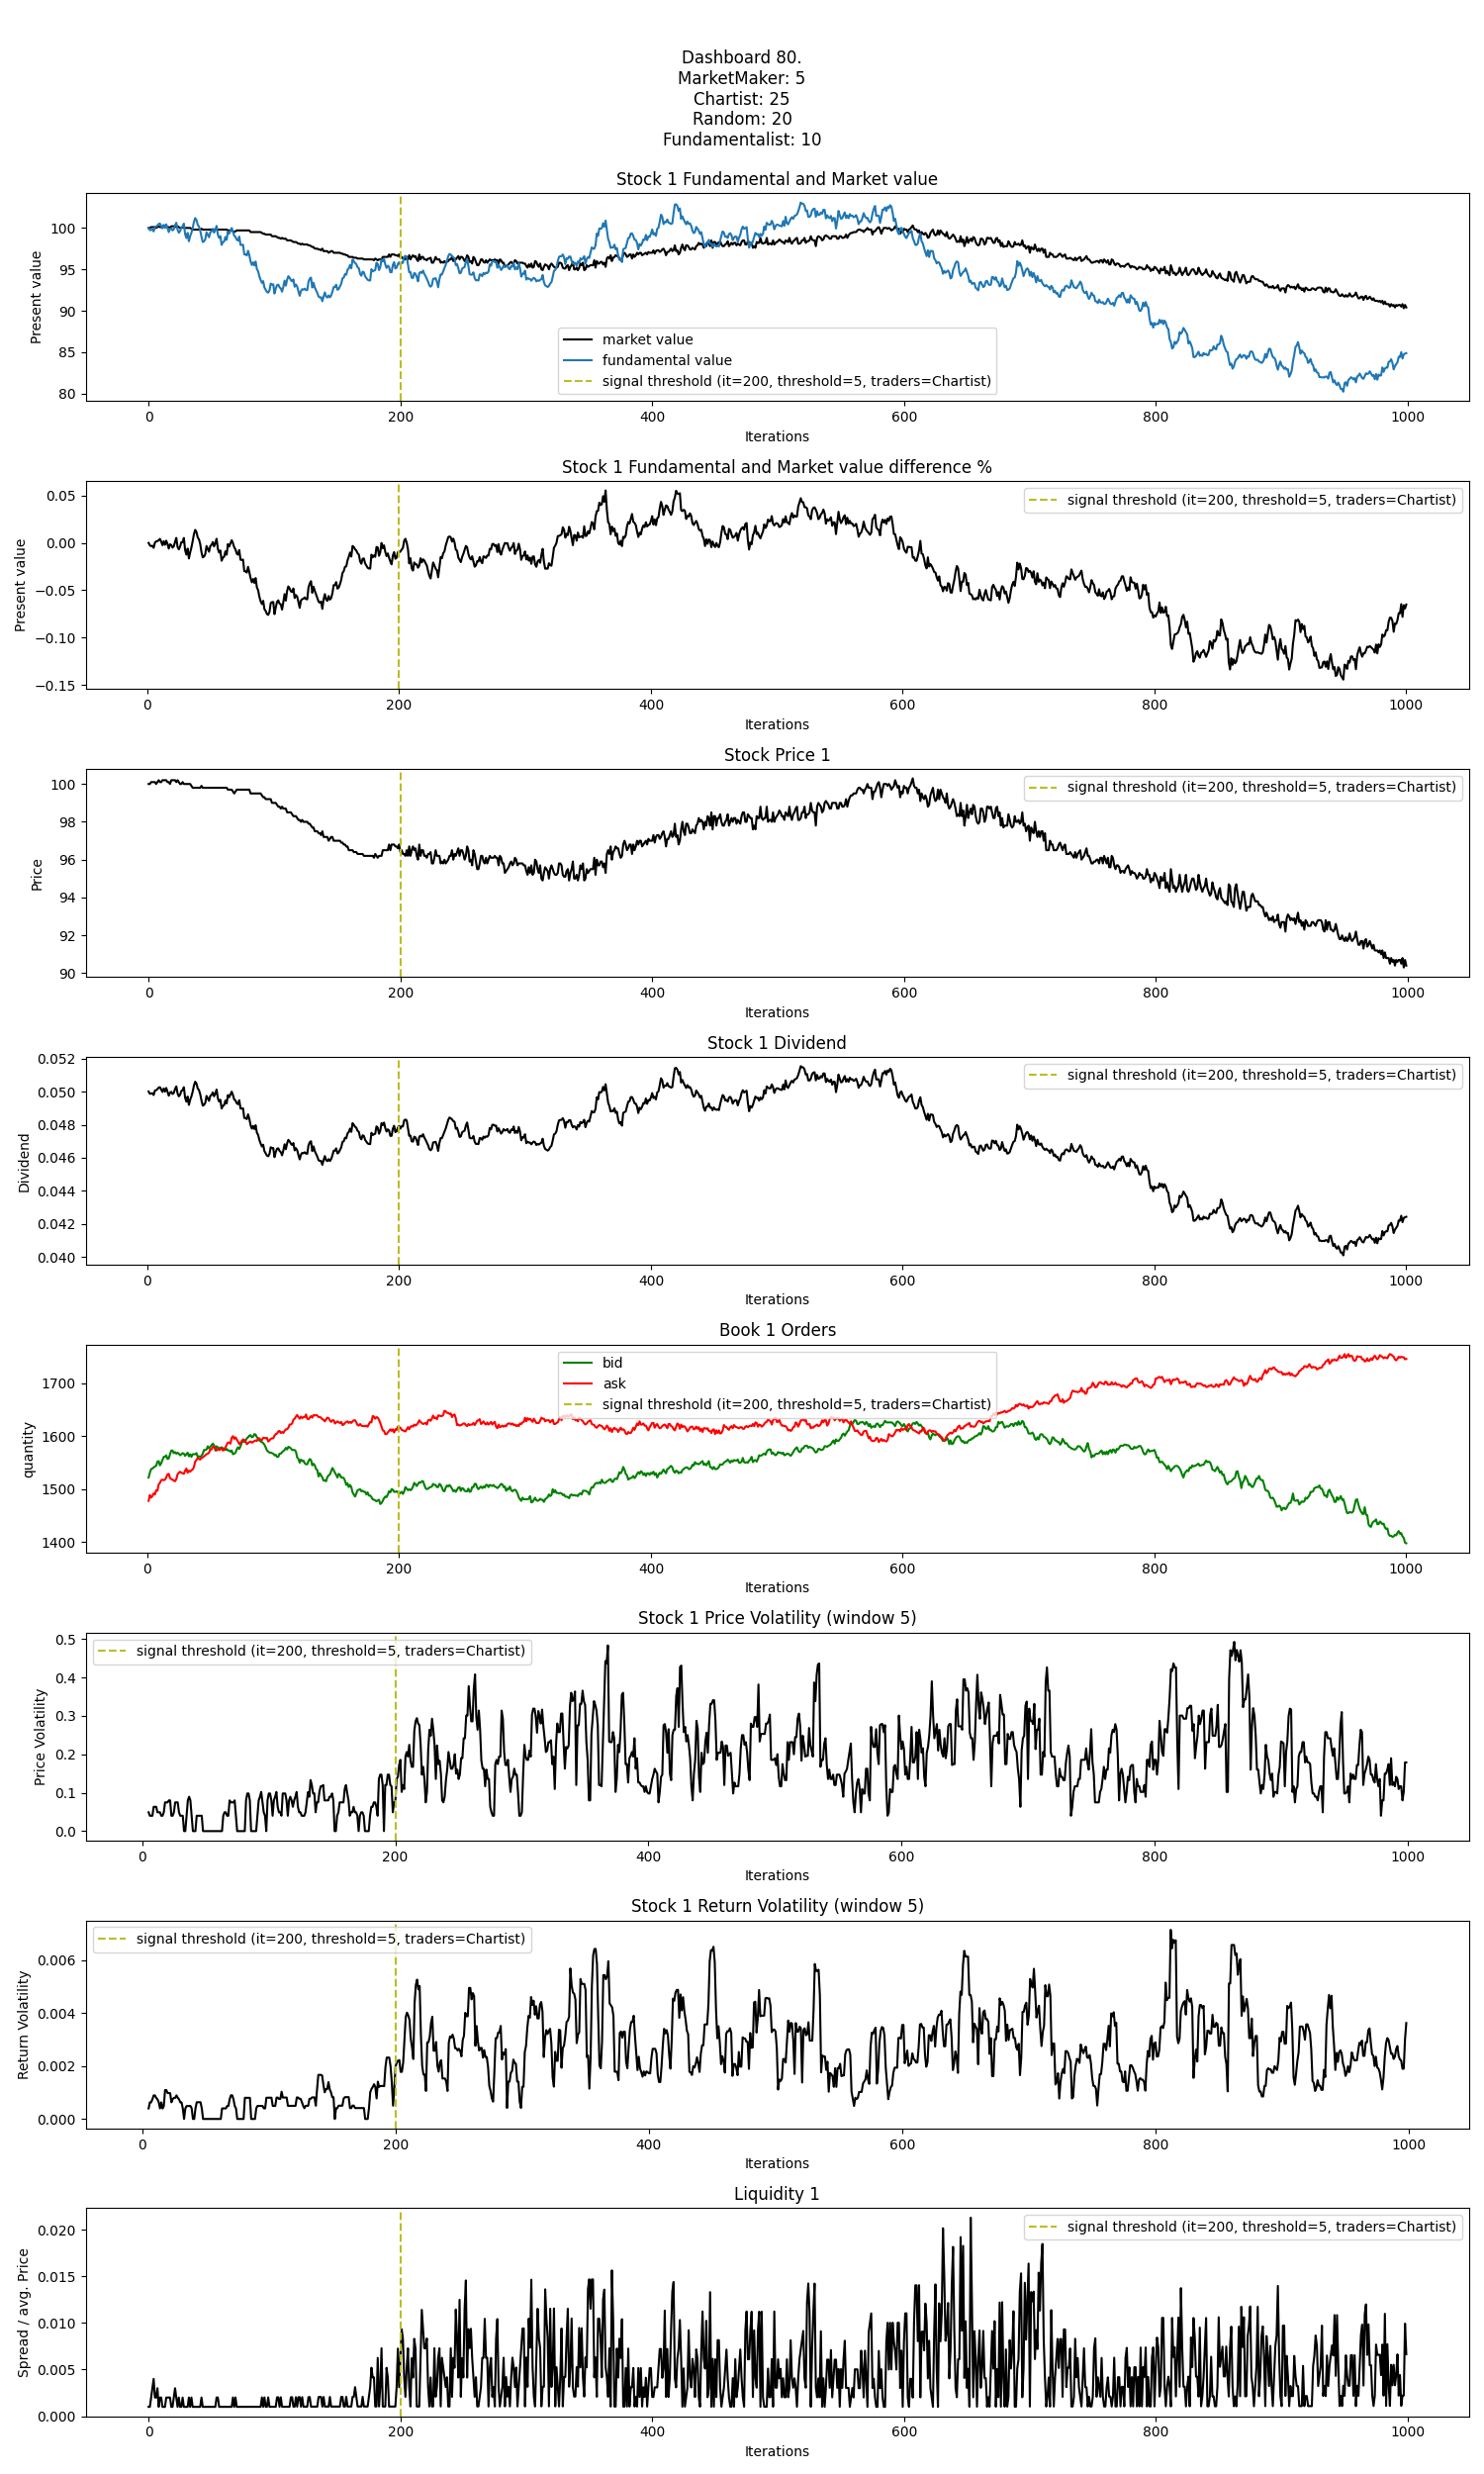 Dashboard 80.
MarketMaker: 5
Chartist: 25
Random: 20
Fundamentalist: 10
Stock 1 Fundamental and Market value
Present value
100
95
90
85
80
market value
fundamental value
signal threshold (it=200, threshold=5, traders=Chartist)
0 200 400 600 800 1000
Iterations
Stock 1 Fundamental and Market value difference %
Present value
0.05
0.00
−0.05
−0.10
−0.15
signal threshold (it=200, threshold=5, traders=Chartist)
0 200 400 600 800 1000
Iterations
Stock Price 1
Price
100
98
96
94
92
90
signal threshold (it=200, threshold=5, traders=Chartist)
0 200 400 600 800 1000
Iterations
Stock 1 Dividend
Dividend
0.052
0.050
0.048
0.046
0.044
0.042
0.040
signal threshold (it=200, threshold=5, traders=Chartist)
0 200 400 600 800 1000
Iterations
Book 1 Orders
quantity
1700
1600
1500
1400
bid
ask
signal threshold (it=200, threshold=5, traders=Chartist)
0 200 400 600 800 1000
Iterations
Stock 1 Price Volatility (window 5)
Price Volatility
0.5
0.4
0.3
0.2
0.1
0.0
signal threshold (it=200, threshold=5, traders=Chartist)
0 200 400 600 800 1000
Iterations
Stock 1 Return Volatility (window 5)
Return Volatility
0.006
0.004
0.002
0.000
signal threshold (it=200, threshold=5, traders=Chartist)
0 200 400 600 800 1000
Iterations
Liquidity 1
Spread / avg. Price
0.020
0.015
0.010
0.005
0.000
signal threshold (it=200, threshold=5, traders=Chartist)
0 200 400 600 800 1000
Iterations